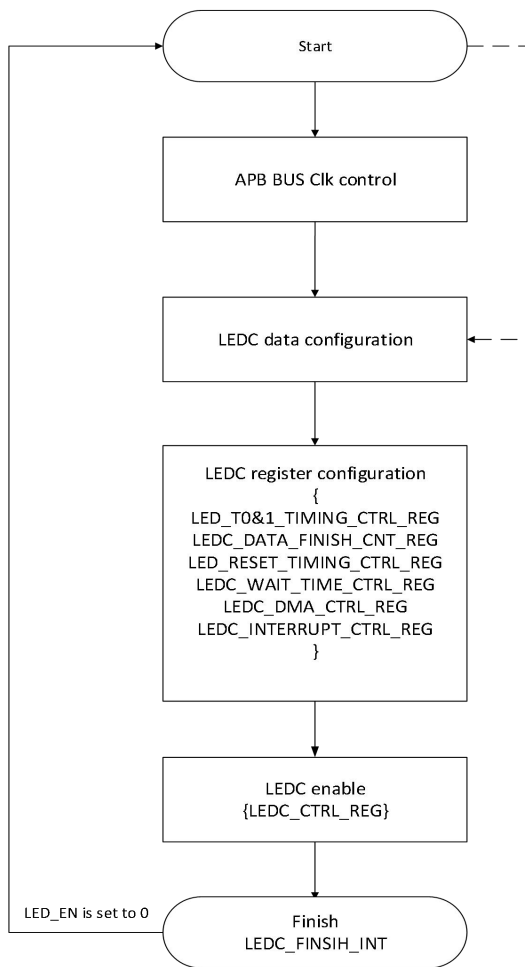 Start
APB BUS Clk control
LEDC data configuration
LEDC register configuration
{
LED_T0&1_TIMING_CTRL_REG
LEDC_DATA_FINISH_CNT_REG
LED_RESET_TIMING_CTRL_REG
LEDC_WAIT_TIME_CTRL_REG
LEDC_DMA_CTRL_REG
LEDC_INTERRUPT_CTRL_REG
}
LEDC enable
{LEDC_CTRL_REG}
LED_EN is set to 0
Finish
LEDC_FINSIH_INT